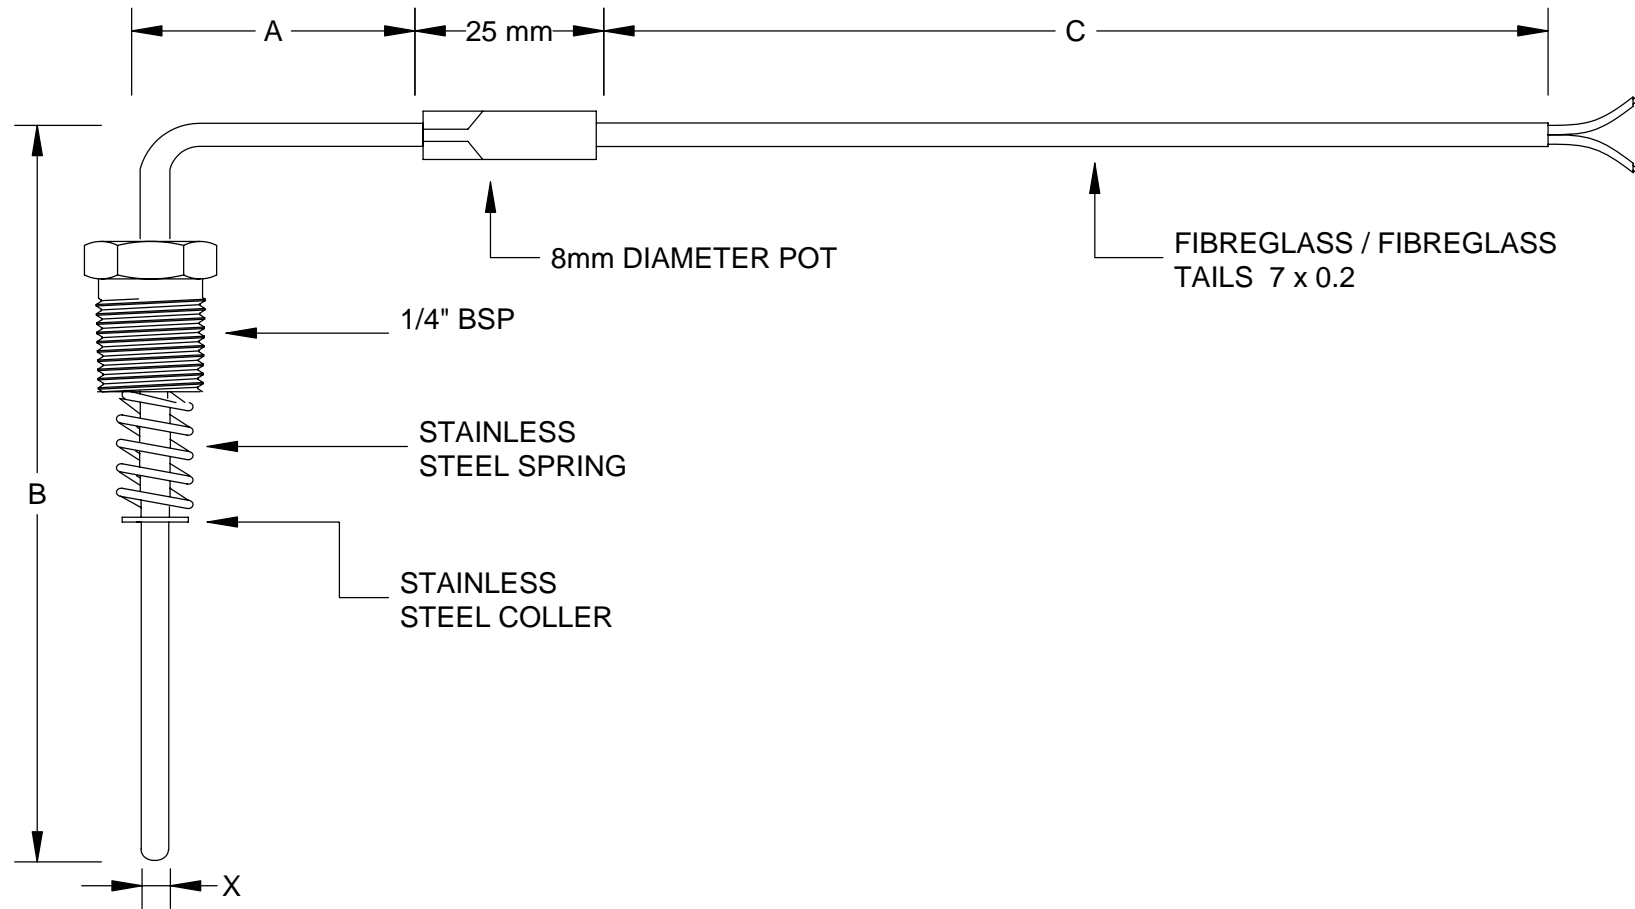 A
25 mm
C
8mm DIAMETER POT
FIBREGLASS / FIBREGLASS
TAILS 7 x 0.2
1/4" BSP
STAINLESS
STEEL SPRING
B
STAINLESS
STEEL COLLER
X